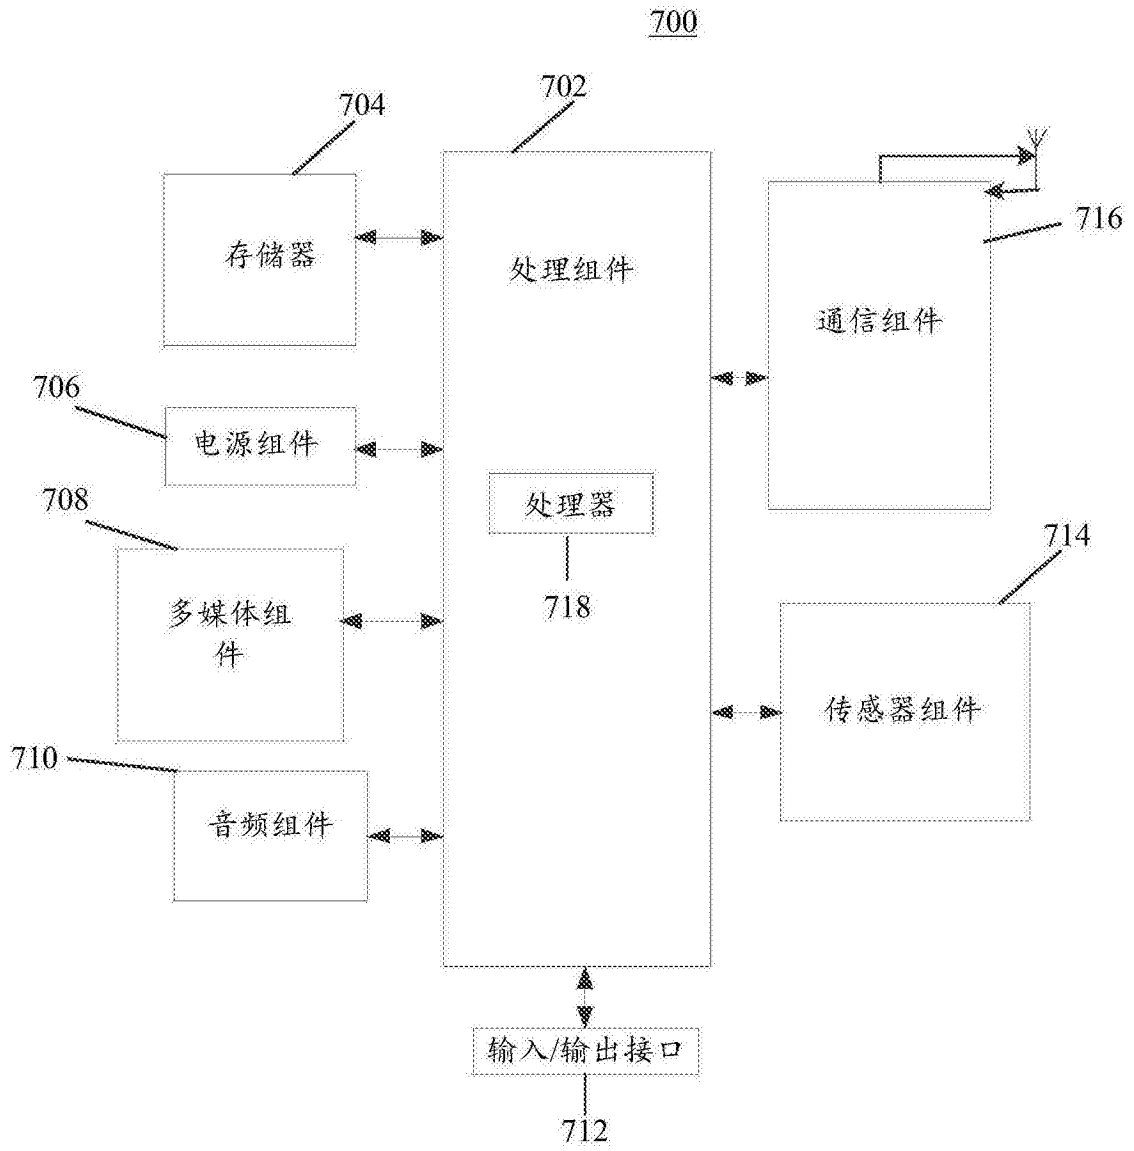 700
702
704
存储器
处理组件
716
通信组件
706
电源组件
708
处理器
718
714
多媒体组
件
传感器组件
710
音频组件
输入/输出接口
712